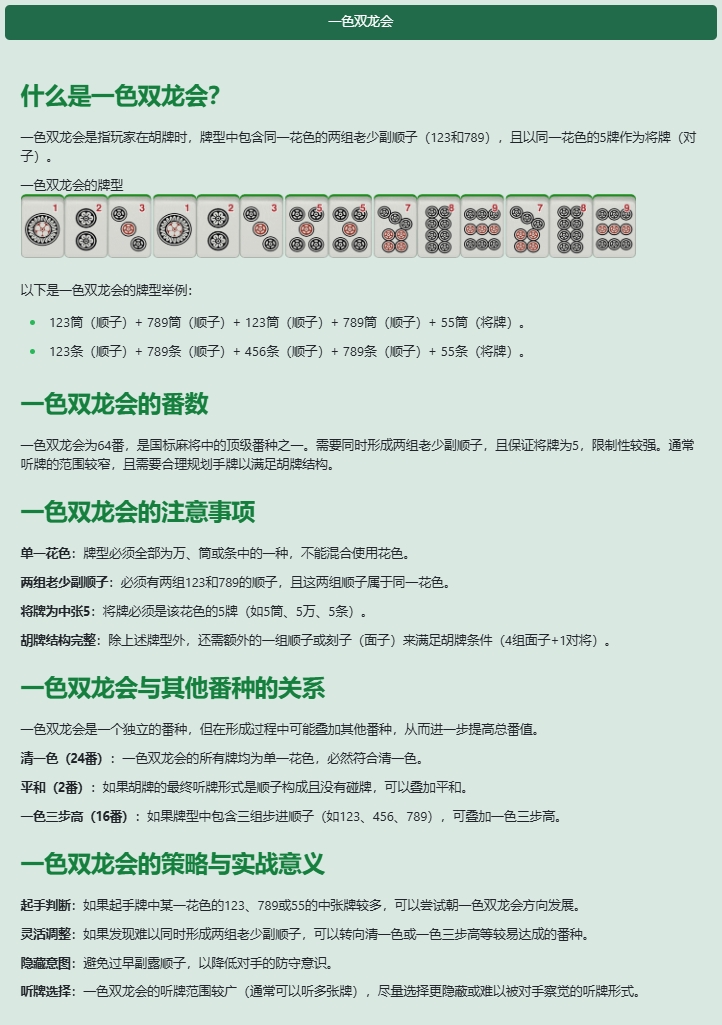 一色双龙会
什么是一色双龙会?
一色双龙会是指玩家在胡牌时，牌型中包含同一花色的两组老少副顺子（123和789），且以同一花色的5牌作为将牌（对
子）。
一色双龙会的牌型
1 2 3 1 2 3 5 5 7 8 9 7 8 9
以下是一色双龙会的牌型举例：
123筒（顺子）+ 789筒（顺子）+ 123筒（顺子）+ 789筒（顺子）+ 55筒（将牌）。
123条（顺子）+ 789条（顺子）+ 456条（顺子）+ 789条（顺子）+ 55条（将牌）。
一色双龙会的番数
一色双龙会为64番，是国标麻将中的顶级番种之一。需要同时形成两组老少副顺子，且保证将牌为5，限制性较强。通常
听牌的范围较窄，且需要合理规划手牌以满足胡牌结构。
一色双龙会的注意事项
单一花色：牌型必须全部为万、筒或条中的一种，不能混合使用花色。
两组老少副顺子：必须有两组123和789的顺子，且这两组顺子属于同一花色。
将牌为中张5：将牌必须是该花色的5牌（如5筒、5万、5条）。
胡牌结构完整：除上述牌型外，还需额外的一组顺子或刻子（面子）来满足胡牌条件（4组面子+1对将）。
一色双龙会与其他番种的关系
一色双龙会是一个独立的番种，但在形成过程中可能叠加其他番种，从而进一步提高总番值。
清一色（24番）：一色双龙会的所有牌均为单一花色，必然符合清一色。
平和（2番）：如果胡牌的最终听牌形式是顺子构成且没有碰牌，可以叠加平和。
一色三步高（16番）：如果牌型中包含三组步进顺子（如123、456、789），可叠加一色三步高。
一色双龙会的策略与实战意义
起手判断：如果起手牌中某一花色的123、789或55的中张牌较多，可以尝试朝一色双龙会方向发展。
灵活调整：如果发现难以同时形成两组老少副顺子，可以转向清一色或一色三步高等较易达成的番种。
隐藏意图：避免过早副露顺子，以降低对手的防守意识。
听牌选择：一色双龙会的听牌范围较广（通常可以听多张牌），尽量选择更隐蔽或难以被对手察觉的听牌形式。